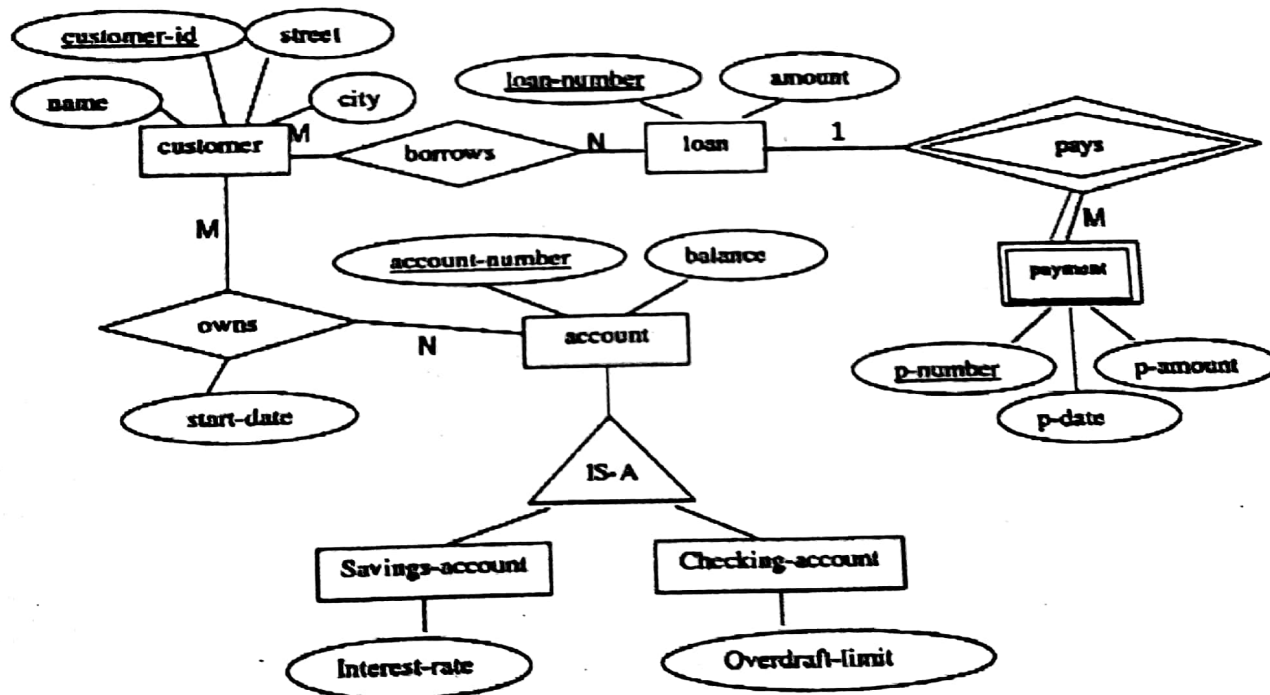 customer-id
street
name
city
customer
M
borrows
N
loan-number
amount
loan
1
pays
M
payment
p-number
p-amount
p-date
M
owns
start-date
N
account-number
balance
account
IS-A
Savings-account
Checking-account
Interest-rate
Overdraft-limit